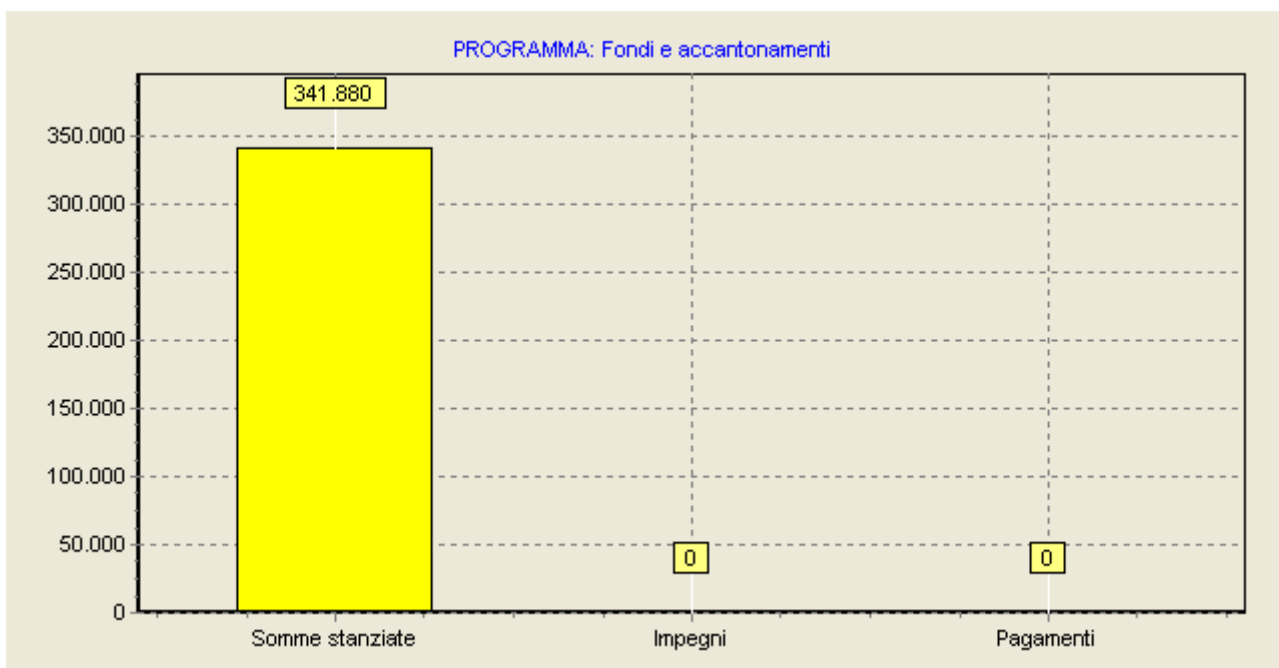 PROGRAMMA: Fondi e accantonamenti
341.880
350.000
300.000
250.000
200.000
150.000
100.000
50.000
0
0
0
Somme stanziate
Impegni
Pagamenti